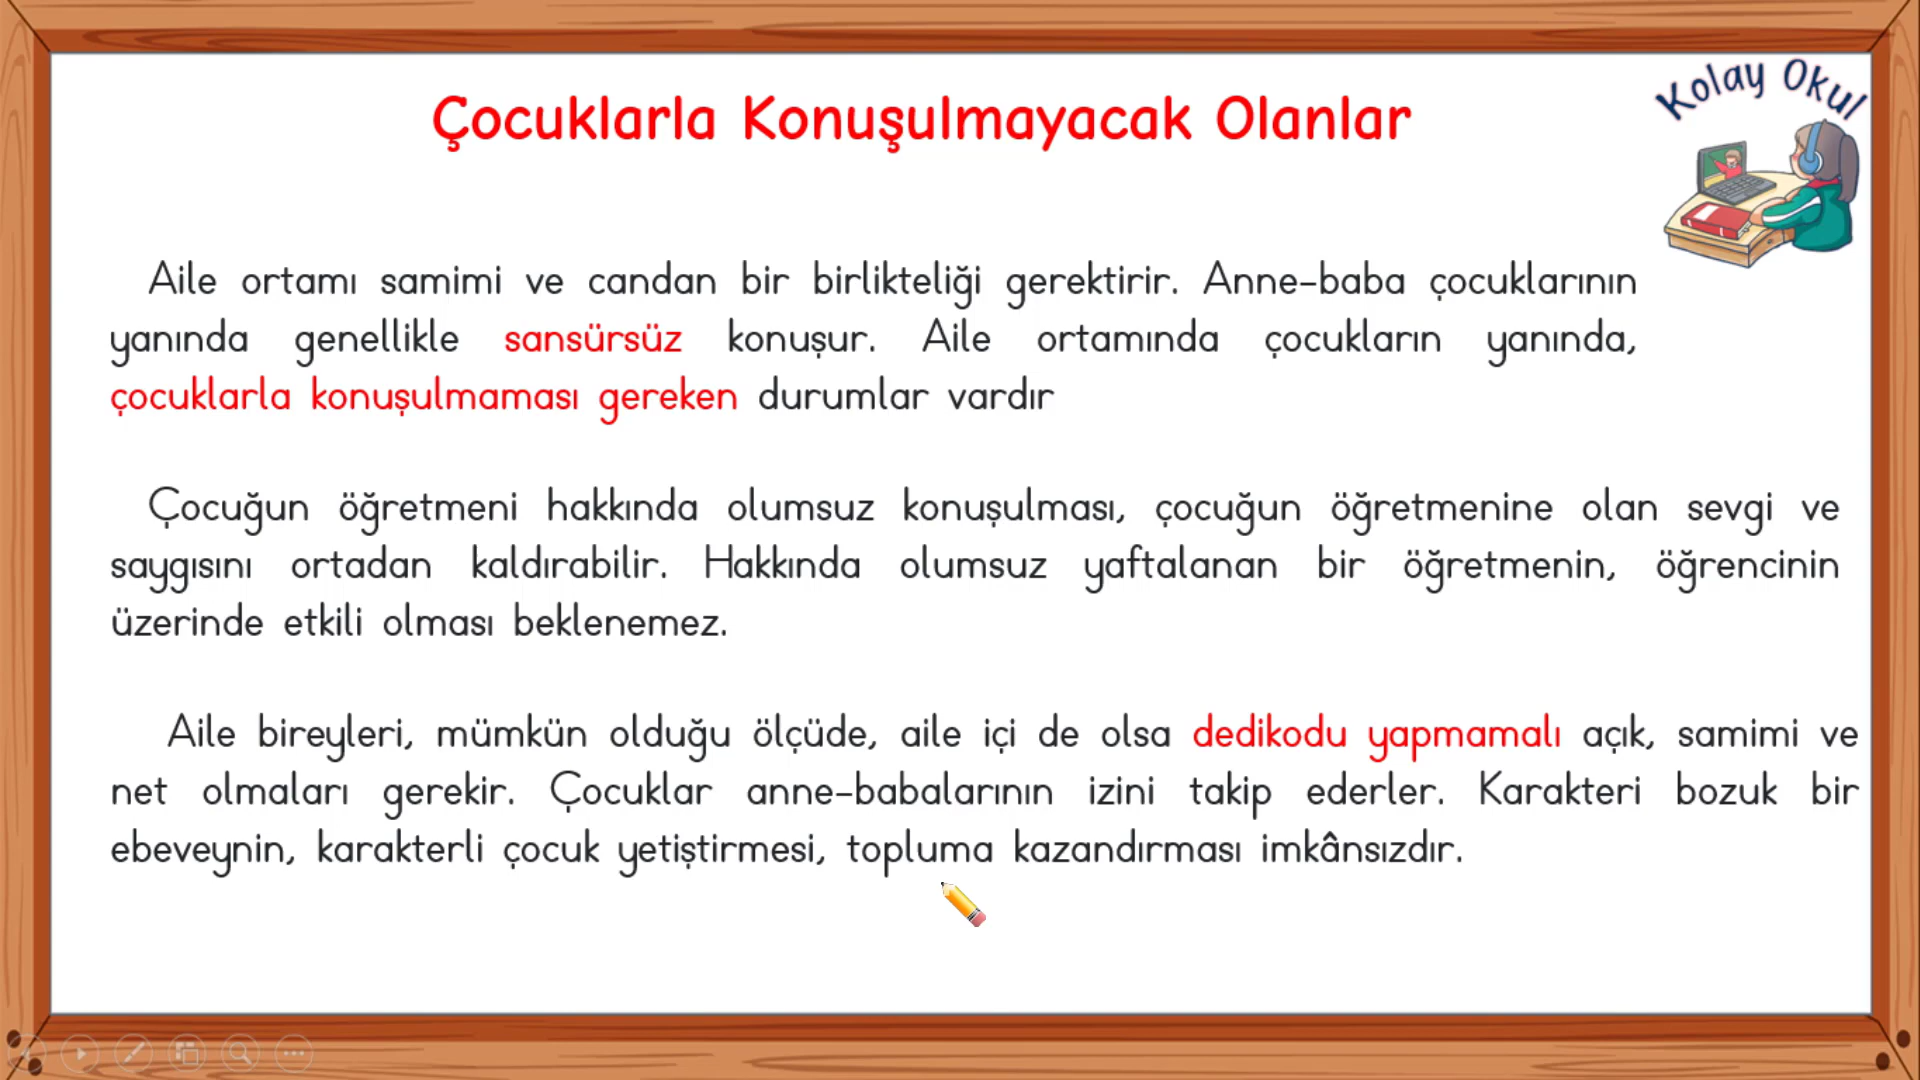 Kolay Okul
Çocuklarla Konuşulmayacak Olanlar
Aile ortamı samimi ve candan bir birlikteliği gerektirir. Anne-baba çocuklarının
yanında genellikle sansürsüz konuşur. Aile ortamında çocukların yanında,
çocuklarla konuşulmaması gereken durumlar vardır
Çocuğun öğretmeni hakkında olumsuz konuşulması, çocuğun öğretmenine olan sevgi ve
saygısını ortadan kaldırabilir. Hakkında olumsuz yaftalanan bir öğretmenin, öğrencinin
üzerinde etkili olması beklenemez.
Aile bireyleri, mümkün olduğu ölçüde, aile içi de olsa dedikodu yapmamalı açık, samimi ve
net olmaları gerekir. Çocuklar anne-babalarının izini takip ederler. Karakteri bozuk bir
ebeveynin, karakterli çocuk yetiştirmesi, topluma kazandırması imkânsızdır.